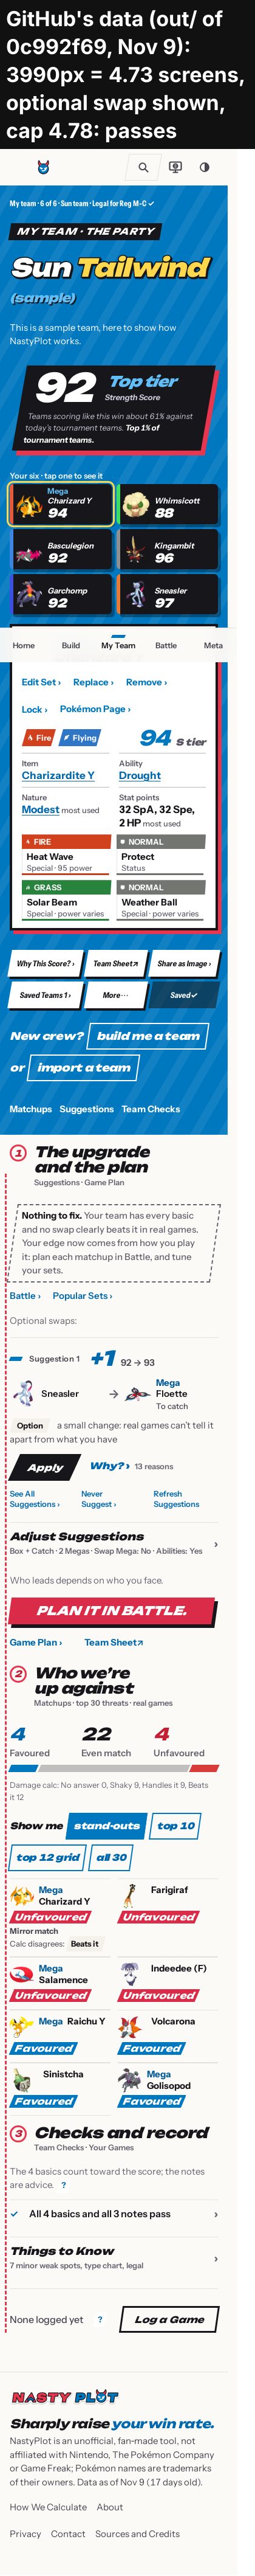 GitHub's data (out/ of
0c992f69, Nov 9):
3990px = 4.73 screens,
optional swap shown,
cap 4.78: passes
My team · 6 of 6 · Sun team · Legal for Reg M-C ✓
MY TEAM · THE PARTY
Sun Tailwind
(sample)
This is a sample team, here to show how
NastyPlot works.
92 Top tier
Strength Score
Teams scoring like this win about 61% against
today's tournament teams. Top 1% of
tournament teams.
Your six · tap one to see it
Mega
Charizard Y
94
Whimsicott
88
Basculegion
92
Kingambit
96
Garchomp
92
Sneasler
97
Home Build My Team Battle Meta
Edit Set › Replace › Remove ›
Lock › Pokémon Page ›
Fire Flying 94 S tier
Item
Charizardite Y
Ability
Drought
Nature
Modest most used
Stat points
32 SpA, 32 Spe,
2 HP most used
FIRE
Heat Wave
Special · 95 power
NORMAL
Protect
Status
GRASS
Solar Beam
Special · power varies
NORMAL
Weather Ball
Special · power varies
Why This Score? › Team Sheet↗ Share as Image ›
Saved Teams 1 › More··· Saved✓
New crew? build me a team
or import a team
Matchups Suggestions Team Checks
1 The upgrade
and the plan
Suggestions · Game Plan
Nothing to fix. Your team has every basic
and no swap clearly beats it in real games.
Your edge now comes from how you play
it: plan each matchup in Battle, and tune
your sets.
Battle › Popular Sets ›
Optional swaps:
Suggestion 1 +1 92 → 93
Sneasler → Mega
Floette
To catch
Option a small change: real games can't tell it
apart from what you have
Apply Why? › 13 reasons
See All
Suggestions ›
Never
Suggest ›
Refresh
Suggestions
Adjust Suggestions ›
Box + Catch · 2 Megas · Swap Mega: No · Abilities: Yes
Who leads depends on who you face.
PLAN IT IN BATTLE.
Game Plan › Team Sheet↗
2 Who we're
up against
Matchups · top 30 threats · real games
4 22 4
Favoured Even match Unfavoured
Damage calc: No answer 0, Shaky 9, Handles it 9, Beats
it 12
Show me stand-outs top 10
top 12 grid all 30
Mega
Charizard Y
Unfavoured
Mirror match
Calc disagrees: Beats it
Farigiraf
Unfavoured
Mega
Salamence
Unfavoured
Indeedee (F)
Unfavoured
Mega Raichu Y
Favoured
Volcarona
Favoured
Sinistcha
Favoured
Mega
Golisopod
Favoured
3 Checks and record
Team Checks · Your Games
The 4 basics count toward the score; the notes
are advice. ?
✓ All 4 basics and all 3 notes pass ›
Things to Know ›
7 minor weak spots, type chart, legal
None logged yet ? Log a Game
NASTY PLOT
Sharply raise your win rate.
NastyPlot is an unofficial, fan-made tool, not
affiliated with Nintendo, The Pokémon Company
or Game Freak; Pokémon names are trademarks
of their owners. Data as of Nov 9 (17 days old).
How We Calculate About
Privacy Contact Sources and Credits